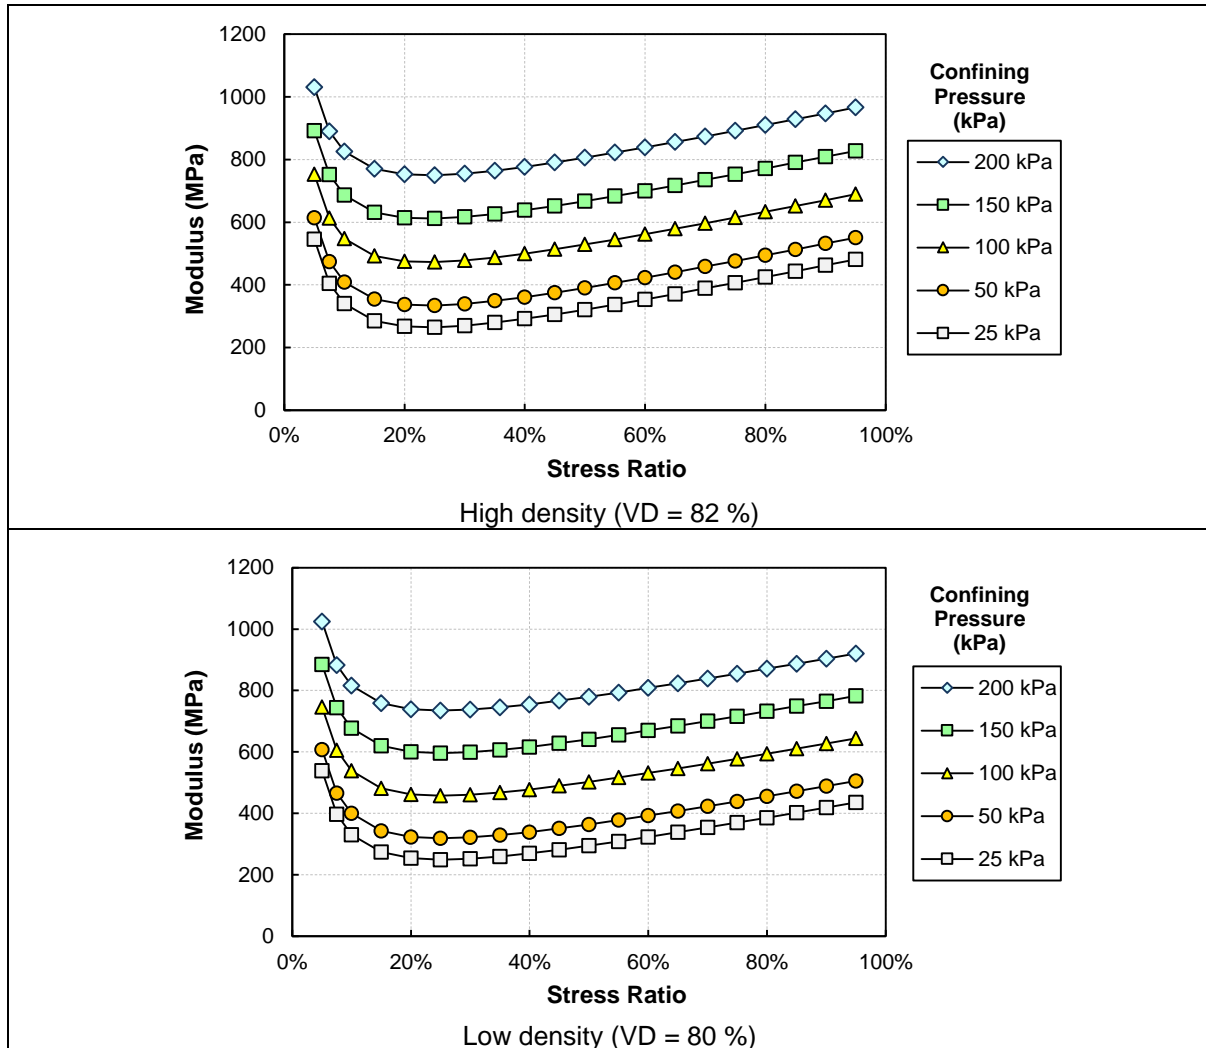 1200
1000
800
600
400
200
0
0%
20%
40%
60%
80%
100%
Modulus (MPa)
Stress Ratio
Confining
Pressure
(kPa)
200 kPa
150 kPa
100 kPa
50 kPa
25 kPa
High density (VD = 82 %)
1200
1000
800
600
400
200
0
0%
20%
40%
60%
80%
100%
Modulus (MPa)
Stress Ratio
Confining
Pressure
(kPa)
200 kPa
150 kPa
100 kPa
50 kPa
25 kPa
Low density (VD = 80 %)